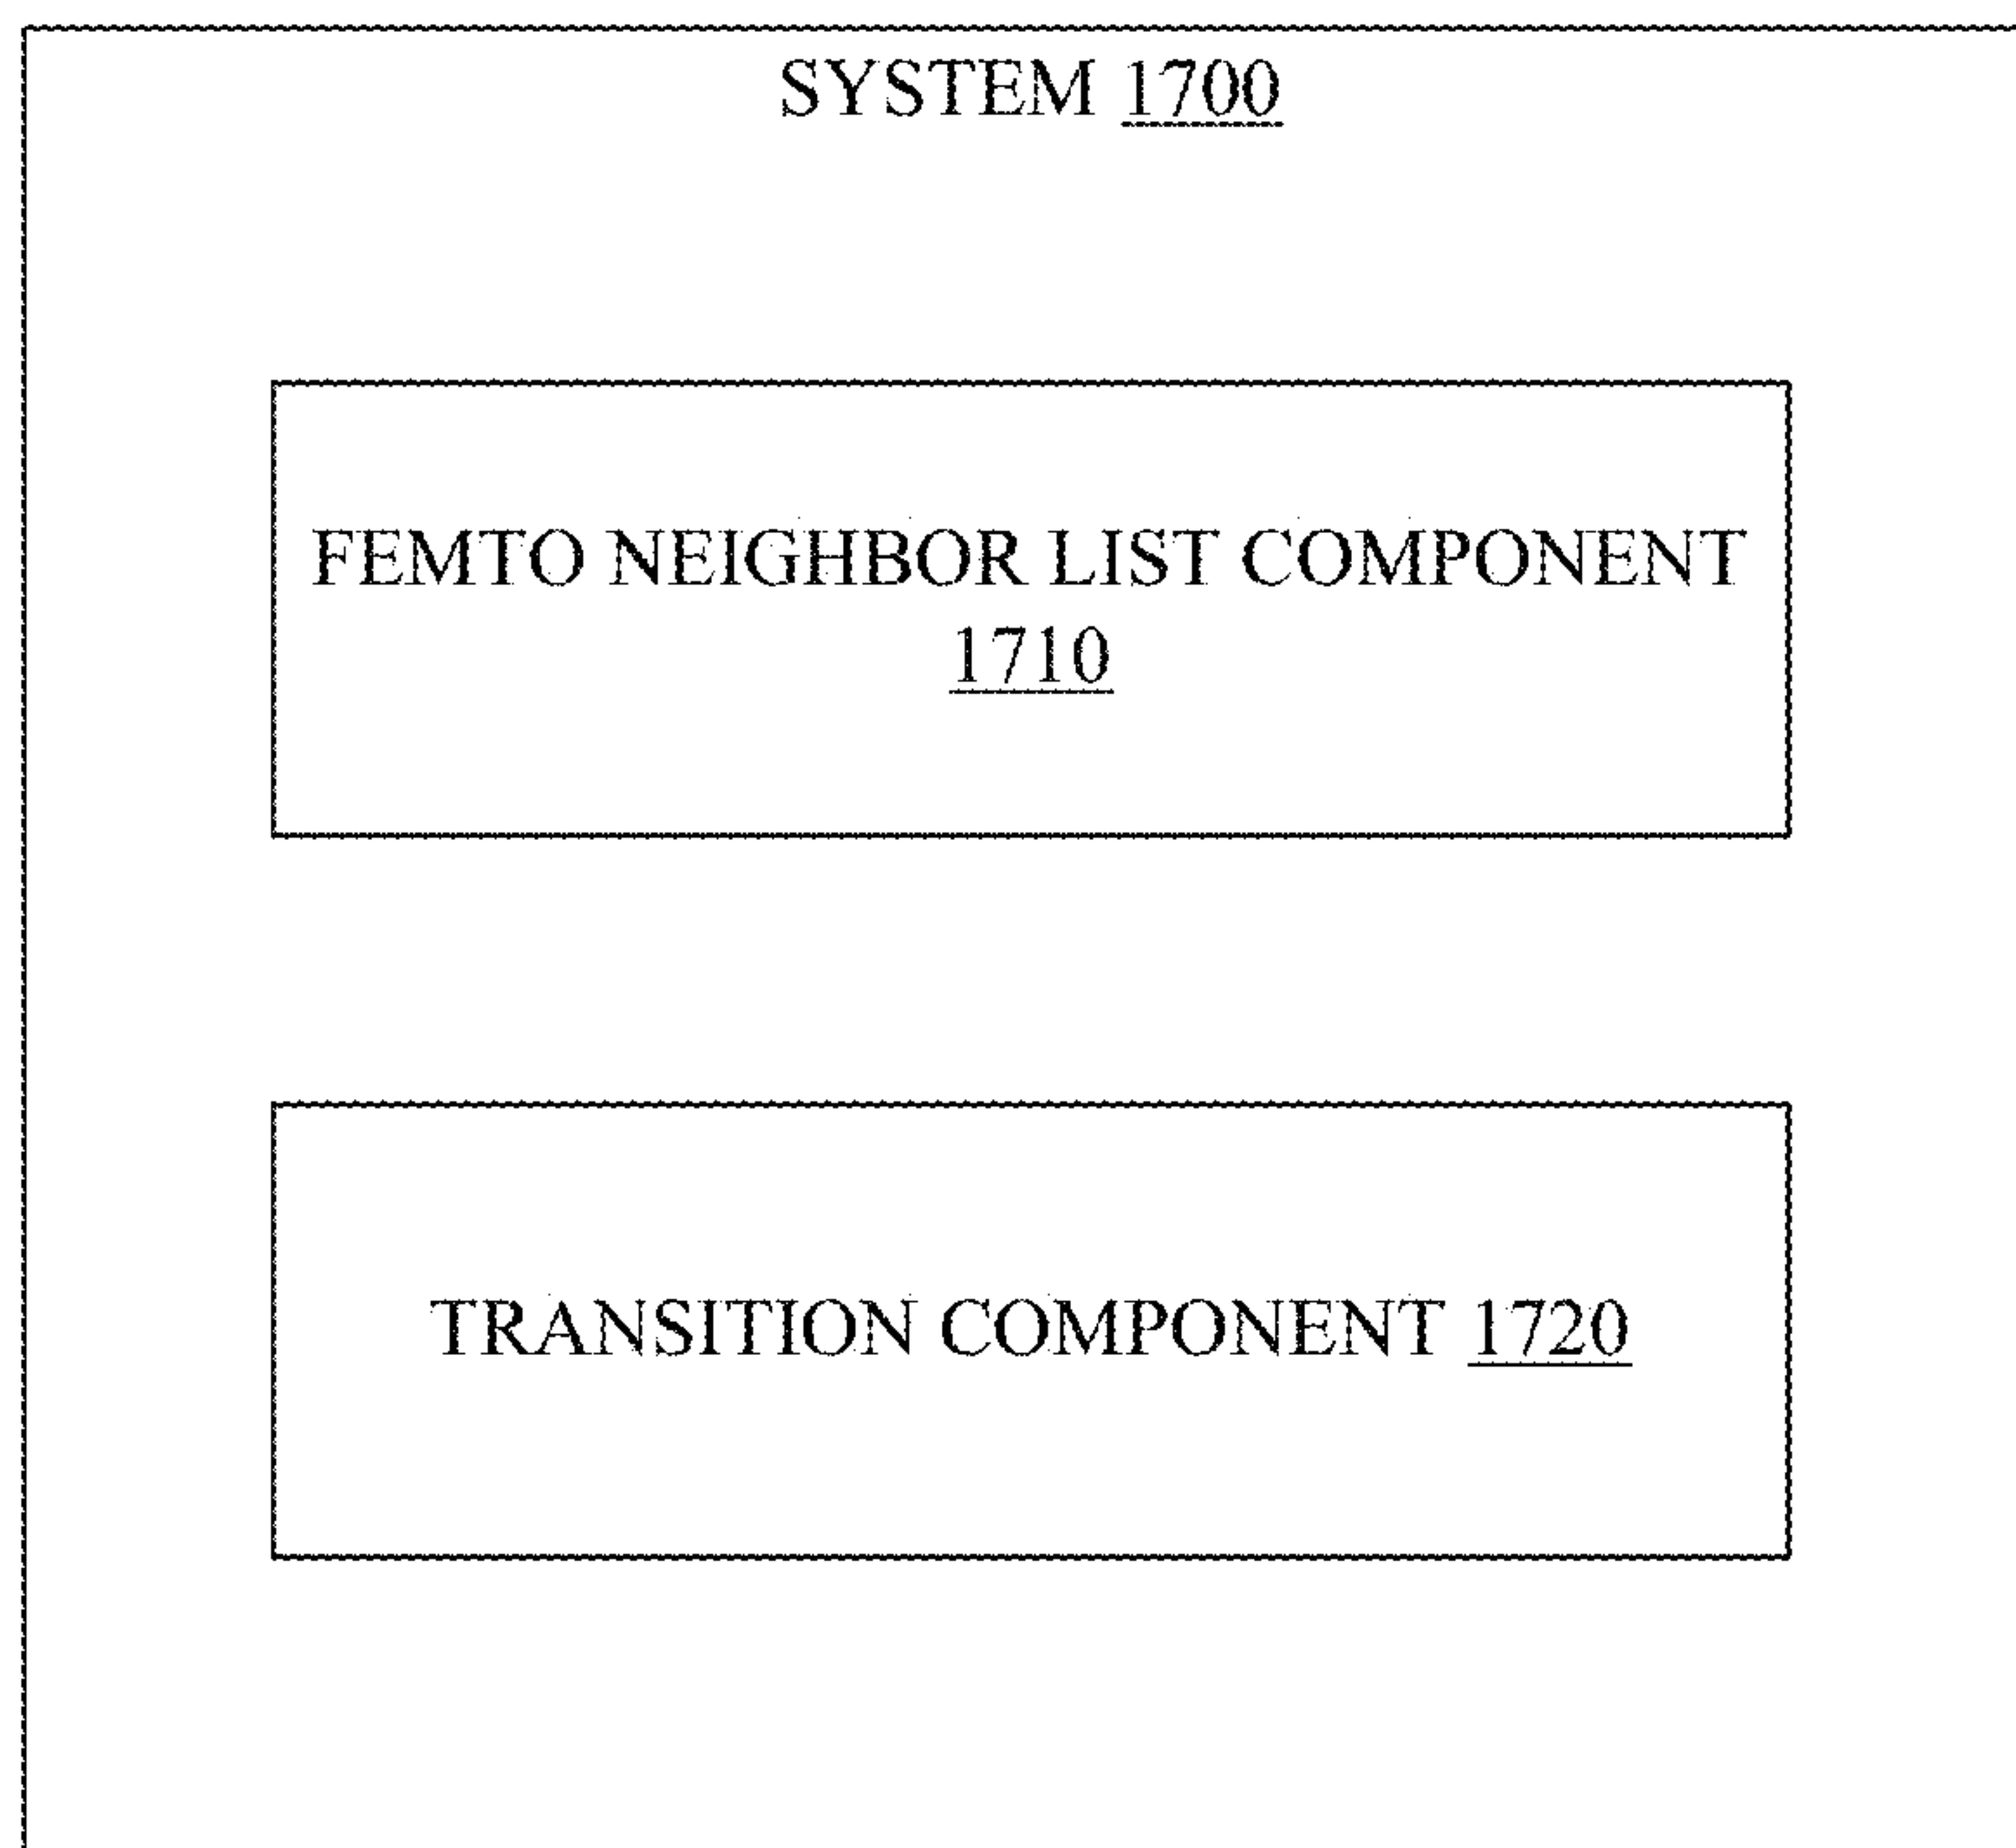 SYSTEM 1700
FEMTO NEIGHBOR LIST COMPONENT
1710
TRANSITION COMPONENT 1720